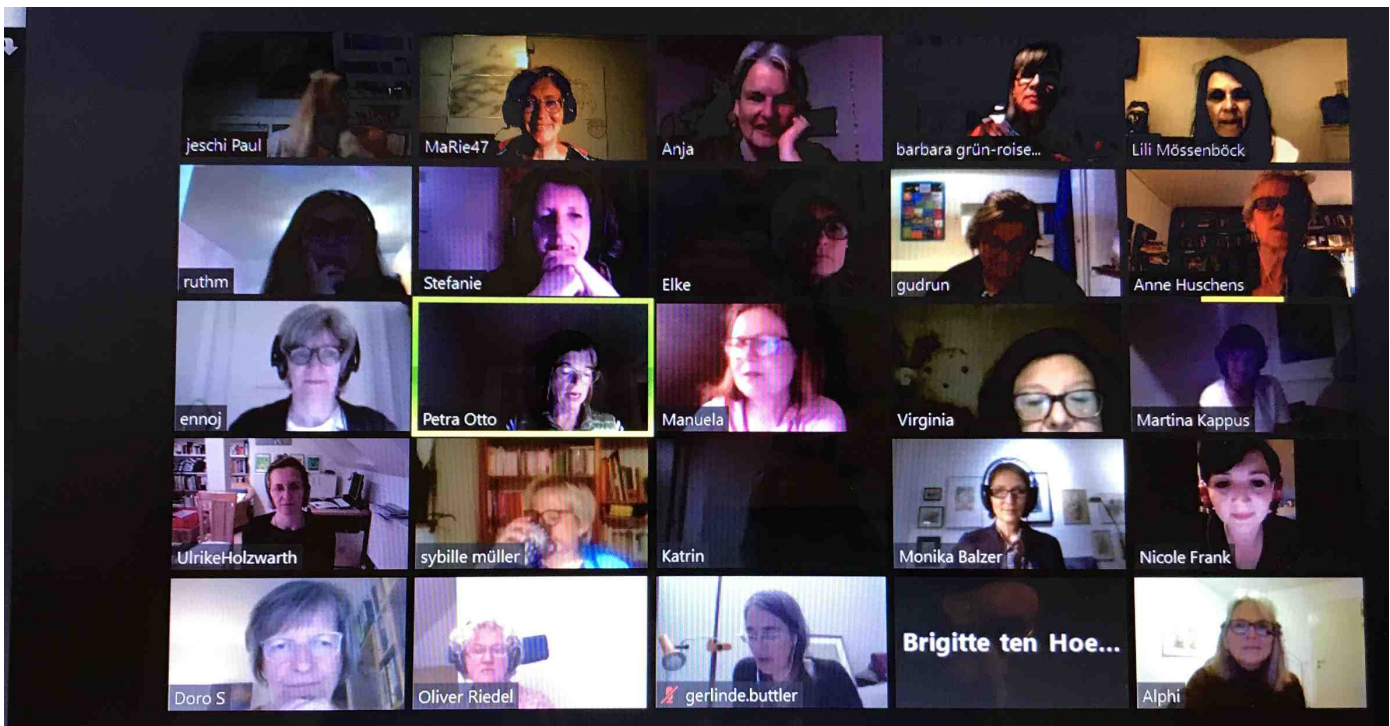 jeschi Paul
MaRie47
Anja
barbara grün-roise...
Lili Mössenböck
ruthm
Stefanie
Elke
gudrun
Anne Huschens
ennoj
Petra Otto
Manuela
Virginia
Martina Kappus
UlrikeHolzwarth
sybille müller
Katrin
Monika Balzer
Nicole Frank
Doro S
Oliver Riedel
gerlinde.buttler
Brigitte ten Hoe...
Alphi